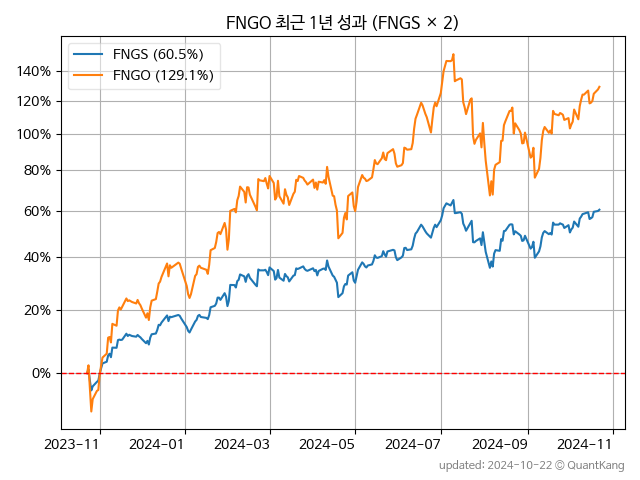 FNGO 최근 1년 성과 (FNGS × 2)
FNGS (60.5%)
FNGO (129.1%)
140%
120%
100%
80%
60%
40%
20%
0%
2023-11 2024-01 2024-03 2024-05 2024-07 2024-09 2024-11
updated: 2024-10-22 © QuantKang